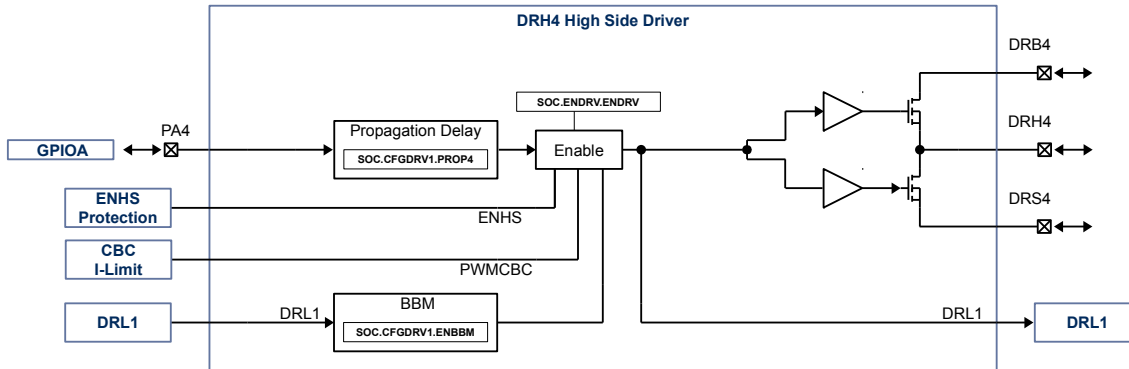 DRH4 High Side Driver
DRB4
SOC.ENDRV.ENDRV
PA4
Propagation Delay
DRH4
GPIOA
SOC.CFGDRV1.PROP4
Enable
ENHS
Protection
DRS4
ENHS
CBC
I-Limit
PWMCBC
BBM
DRL1
DRL1
SOC.CFGDRV1.ENBBM
DRL1
DRL1